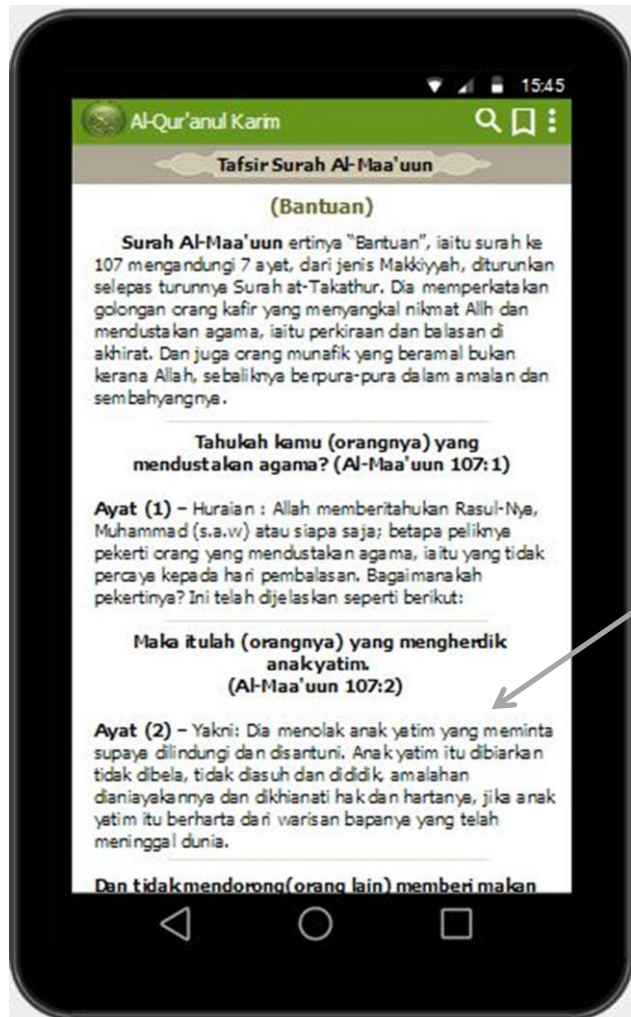 15:45
Al-Qur'anul Karim
Tafsir Surah Al-Maa'uun
(Bantuan)
Surah Al-Maa'uun ertinya "Bantuan", iaitu surah ke
107 mengandungi 7 ayat, dari jenis Makkiyyah, diturunkan
selepas turunnya Surah at-Takathur. Dia memperkatakan
golongan orang kafir yang menyangkal nikmat Allh dan
mendustakan agama, iaitu perkiraan dan balasan di
akhirat. Dan juga orang munafik yang beramal bukan
kerana Allah, sebaliknya berpura-pura dalam amalan dan
sembahyangnya.
Tahukah kamu (orangnya) yang
mendustakan agama? (Al-Maa'uun 107:1)
Ayat (1) – Huraian : Allah memberitahukan Rasul-Nya,
Muhammad (s.a.w) atau siapa saja; betapa peliknya
pekerti orang yang mendustakan agama, iaitu yang tidak
percaya kepada hari pembalasan. Bagaimanakah
pekertinya? Ini telah dijelaskan seperti berikut:
Maka itulah (orangnya) yang mengherdik
anak yatim.
(Al-Maa'uun 107:2)
Ayat (2) – Yakni: Dia menolak anak yatim yang meminta
supaya dilindungi dan disantuni. Anak yatim itu dibiarkan
tidak dibela, tidak diasuh dan dididik, amalahan
dianiayakannya dan dikhianati hak dan hartanya, jika anak
yatim itu berharta dari warisan bapanya yang telah
meninggal dunia.
Dan tidak mendorong (orang lain) memberi makan